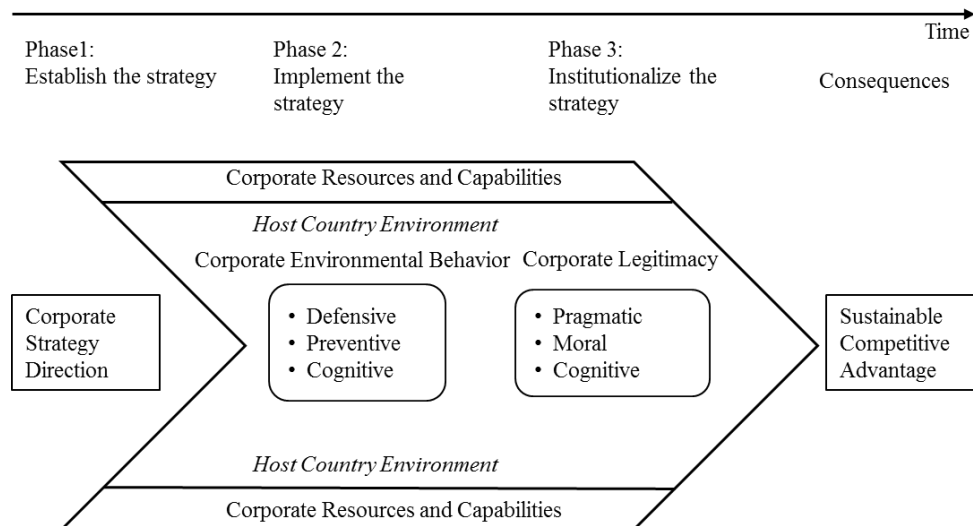 Time
Phase1:
Establish the strategy
Phase 2:
Implement the
strategy
Phase 3:
Institutionalize the
strategy
Consequences
Corporate Resources and Capabilities
Host Country Environment
Corporate Environmental Behavior
Corporate Legitimacy
Corporate
Strategy
Direction
• Defensive
• Preventive
• Cognitive
• Pragmatic
• Moral
• Cognitive
Sustainable
Competitive
Advantage
Host Country Environment
Corporate Resources and Capabilities